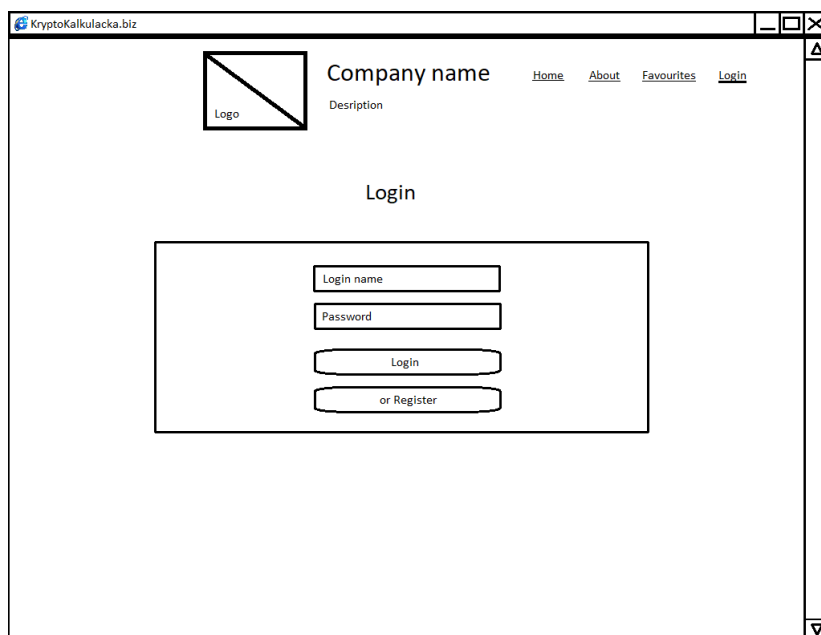 KryptoKalkulacka.biz
Company name
Home About Favourites Login
Desription
Logo
Login
Login name
Password
Login
or Register